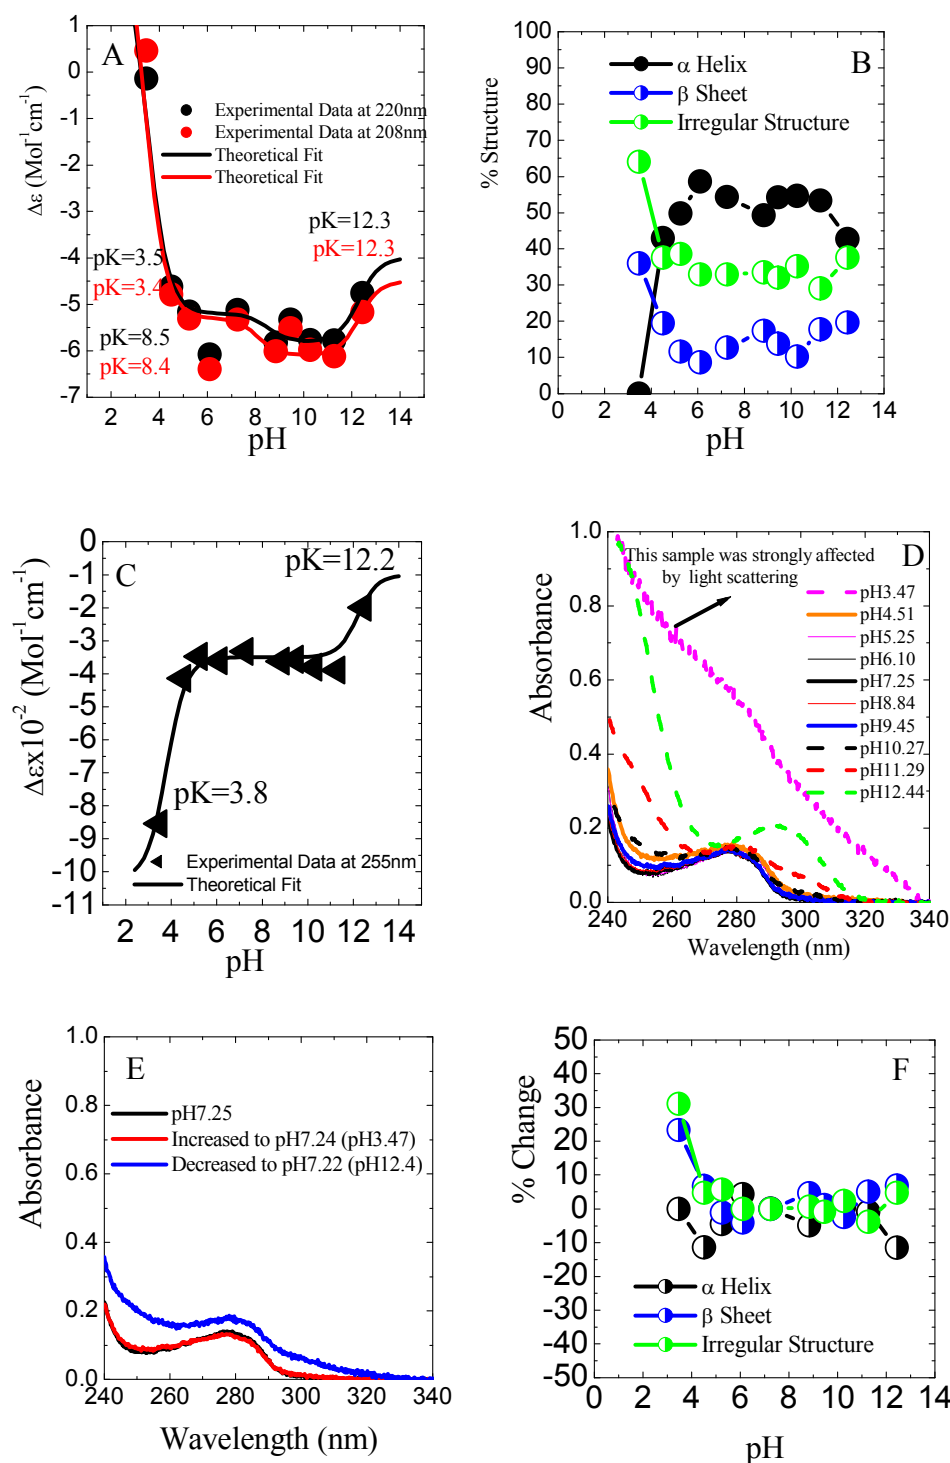 A
1
0
-1
-2
-3
-4
-5
-6
-7
Δε (Mol⁻¹cm⁻¹)
Experimental Data at 220nm
Experimental Data at 208nm
Theoretical Fit
Theoretical Fit
pK=12.3
pK=12.3
pK=3.5
pK=3.4
pK=8.5
pK=8.4
2 4 6 8 10 12 14
pH
B
100
90
80
70
60
50
40
30
20
10
0
% Structure
α Helix
β Sheet
Irregular Structure
0 2 4 6 8 10 12 14
pH
C
-0
-1
-2
-3
-4
-5
-6
-7
-8
-9
-10
-11
Δεx10⁻² (Mol⁻¹cm⁻¹)
pK=12.2
pK=3.8
Experimental Data at 255nm
Theoretical Fit
2 4 6 8 10 12 14
pH
D
1.0
0.8
0.6
0.4
0.2
0.0
Absorbance
This sample was strongly affected
by light scattering
pH3.47
pH4.51
pH5.25
pH6.10
pH7.25
pH8.84
pH9.45
pH10.27
pH11.29
pH12.44
240 260 280 300 320 340
Wavelength (nm)
E
1.0
0.8
0.6
0.4
0.2
0.0
Absorbance
pH7.25
Increased to pH7.24 (pH3.47)
Decreased to pH7.22 (pH12.4)
240 260 280 300 320 340
Wavelength (nm)
F
50
40
30
20
10
0
-10
-20
-30
-40
-50
% Change
α Helix
β Sheet
Irregular Structure
0 2 4 6 8 10 12 14
pH